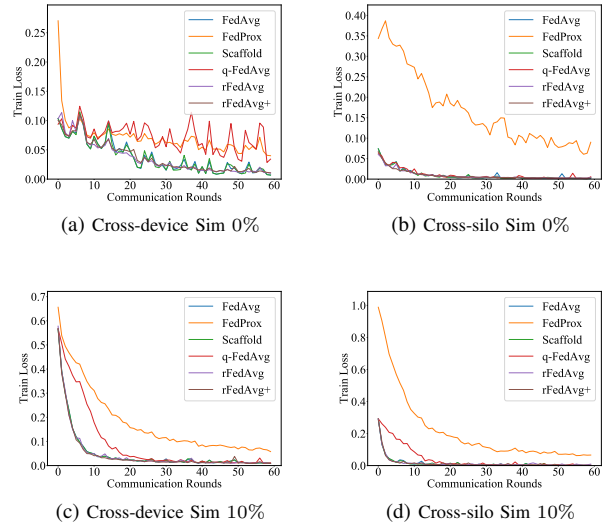 0.25
0.20
0.15
0.10
0.05
0.00
Train Loss
0 10 20 30 40 50 60
Communication Rounds
FedAvg
FedProx
Scaffold
q-FedAvg
rFedAvg
rFedAvg+
(a) Cross-device Sim 0%
0.40
0.35
0.30
0.25
0.20
0.15
0.10
0.05
0.00
Train Loss
0 10 20 30 40 50 60
Communication Rounds
FedAvg
FedProx
Scaffold
q-FedAvg
rFedAvg
rFedAvg+
(b) Cross-silo Sim 0%
0.7
0.6
0.5
0.4
0.3
0.2
0.1
0.0
Train Loss
0 10 20 30 40 50 60
Communication Rounds
FedAvg
FedProx
Scaffold
q-FedAvg
rFedAvg
rFedAvg+
(c) Cross-device Sim 10%
1.0
0.8
0.6
0.4
0.2
0.0
Train Loss
0 10 20 30 40 50 60
Communication Rounds
FedAvg
FedProx
Scaffold
q-FedAvg
rFedAvg
rFedAvg+
(d) Cross-silo Sim 10%